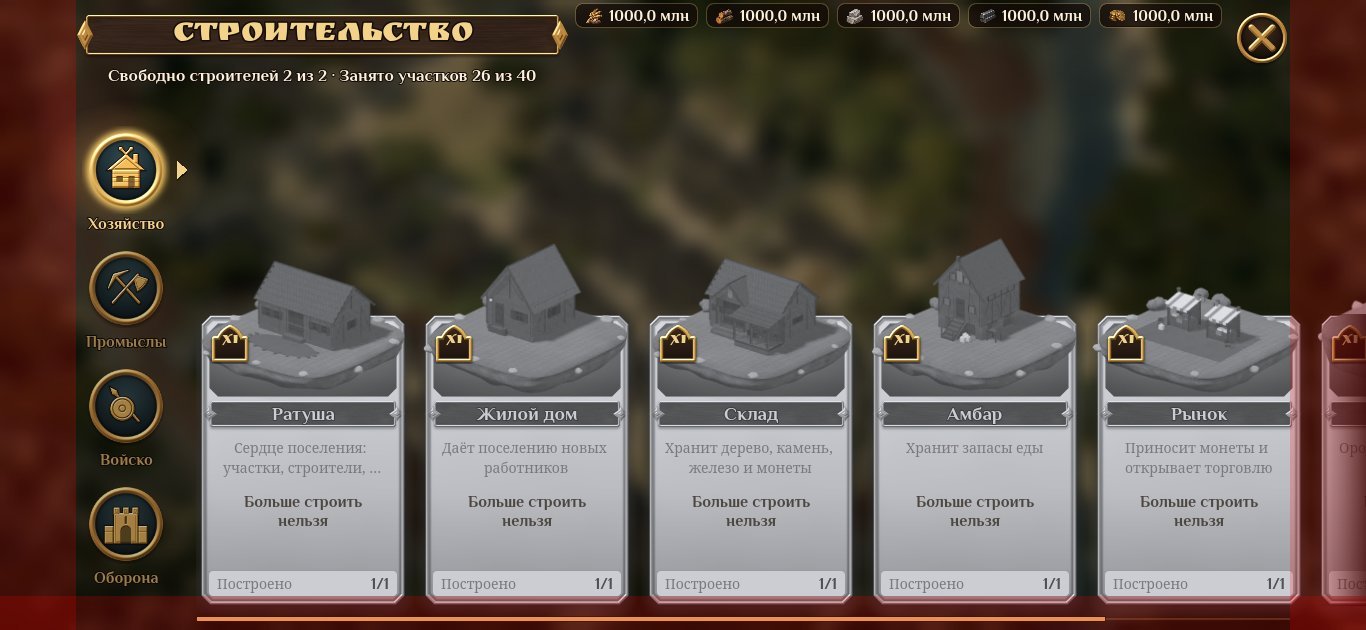 СТРОИТЕЛЬСТВО
1000,0 млн
1000,0 млн
1000,0 млн
1000,0 млн
1000,0 млн
Свободно строителей 2 из 2 · Занято участков 26 из 40
Хозяйство
Промыслы
Войско
Оборона
XI
Ратуша
Сердце поселения:
участки, строители, ...
Больше строить
нельзя
Построено 1/1
XI
Жилой дом
Даёт поселению новых
работников
Больше строить
нельзя
Построено 1/1
XI
Склад
Хранит дерево, камень,
железо и монеты
Больше строить
нельзя
Построено 1/1
XI
Амбар
Хранит запасы еды
Больше строить
нельзя
Построено 1/1
XI
Рынок
Приносит монеты и
открывает торговлю
Больше строить
нельзя
Построено 1/1
XI